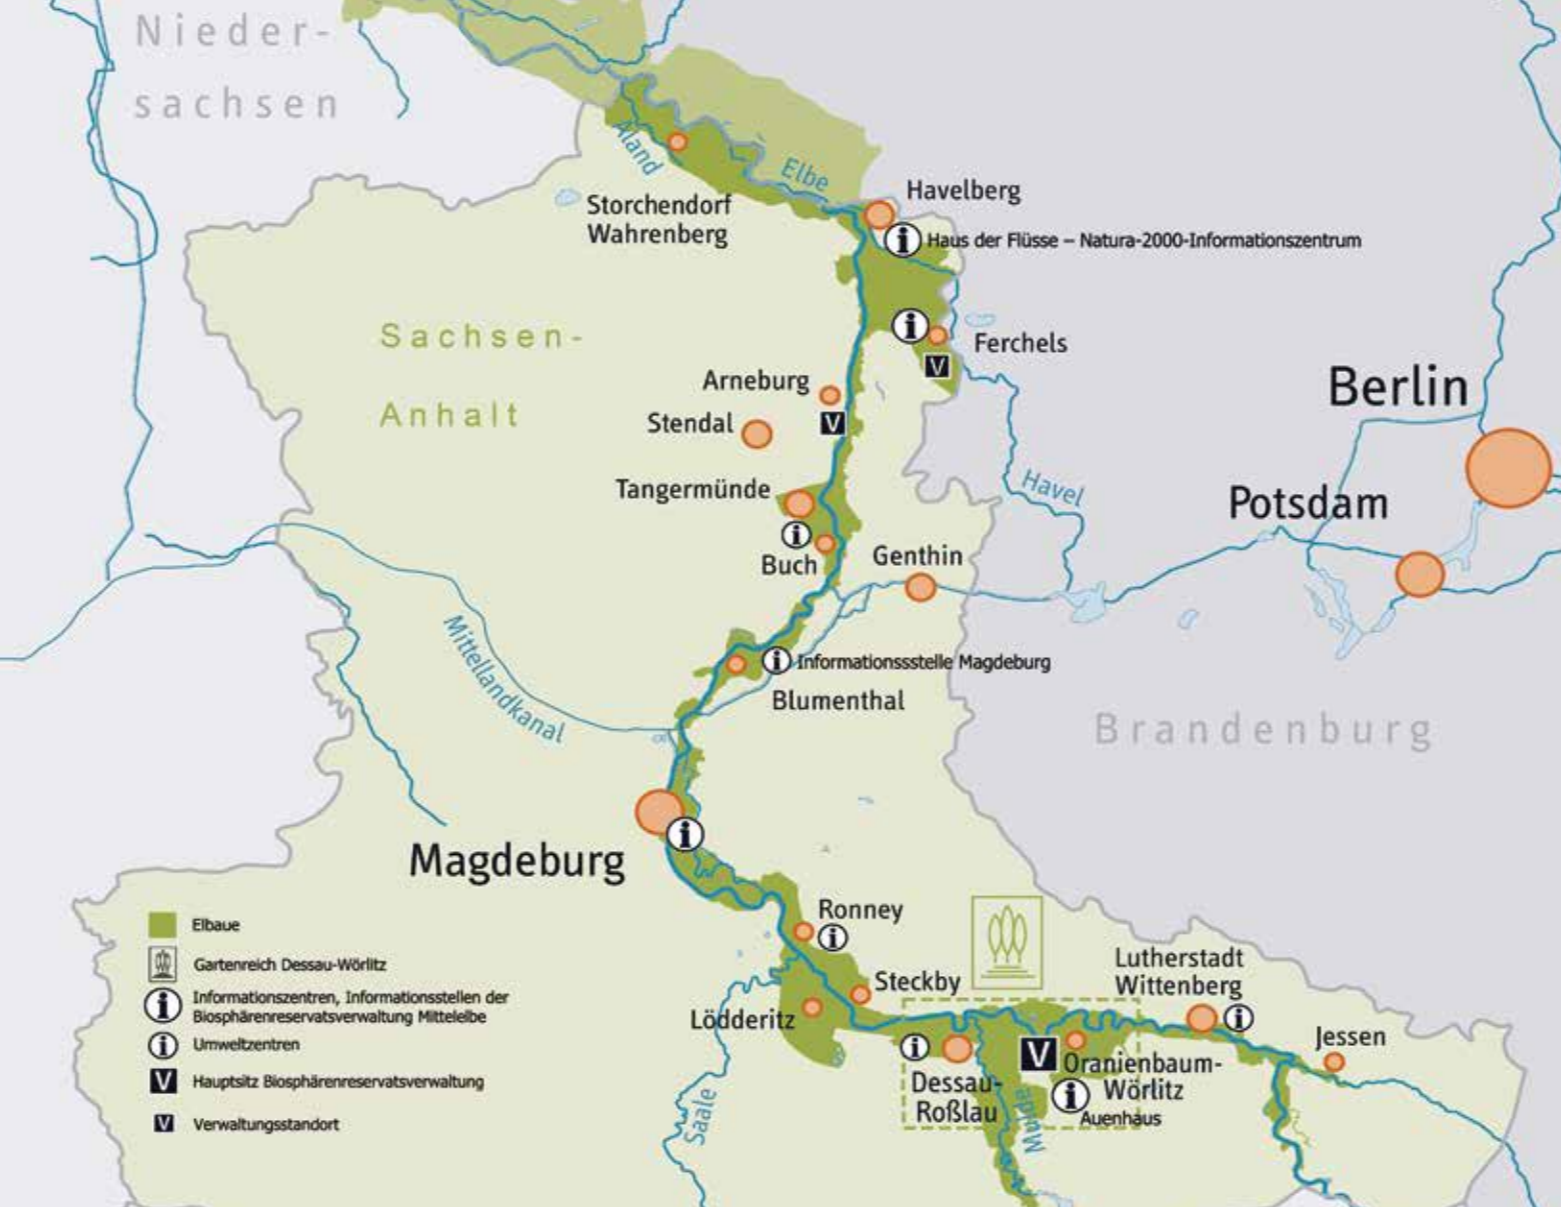 Nieder-
sachsen
Aland
Elbe
Havelberg
Storchendorf
Wahrenberg
Haus der Flüsse – Natura-2000-Informationszentrum
Sachsen-
Anhalt
Ferchels
Arneburg
Stendal
Berlin
Havel
Potsdam
Tangermünde
Buch
Genthin
Mittellandkanal
Informationssstelle Magdeburg
Blumenthal
Brandenburg
Magdeburg
Ronney
Steckby
Lödderitz
Lutherstadt
Wittenberg
Jessen
Oranienbaum-
Wörlitz
Auenhaus
Dessau-
Roßlau
Mulde
Saale
Elbaue
Gartenreich Dessau-Wörlitz
Informationszentren, Informationsstellen der
Biosphärenreservatsverwaltung Mittelelbe
Umweltzentren
V Hauptsitz Biosphärenreservatsverwaltung
V Verwaltungsstandort